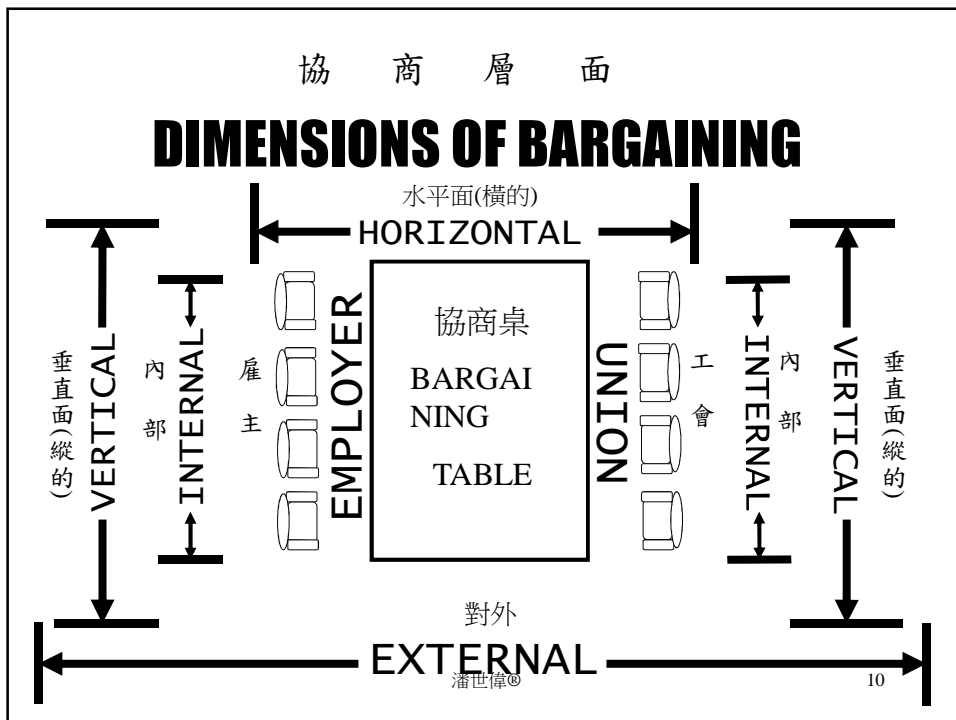 協 商 層 面
DIMENSIONS OF BARGAINING
水平面(橫的)
HORIZONTAL
垂直面(縱的)
VERTICAL
內部
INTERNAL
雇主
EMPLOYER
協商桌
BARGAI
NING
TABLE
UNION
工會
INTERNAL
內部
VERTICAL
垂直面(縱的)
對外
EXTERNAL
潘世偉®
10